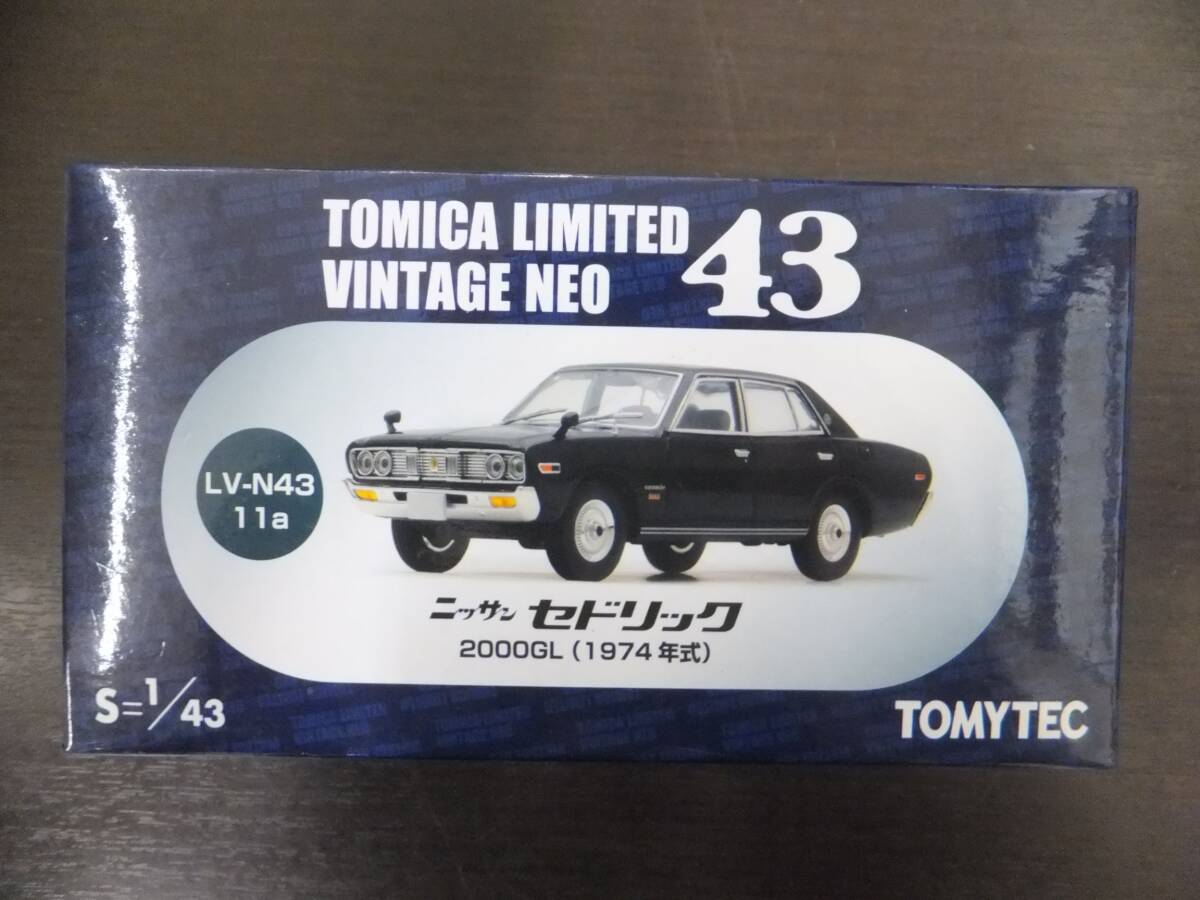 TOMICA LIMITED
VINTAGE NEO 43
LV-N43
11a
ニッサン セドリック
2000GL (1974年式)
S=1/43
TOMYTEC